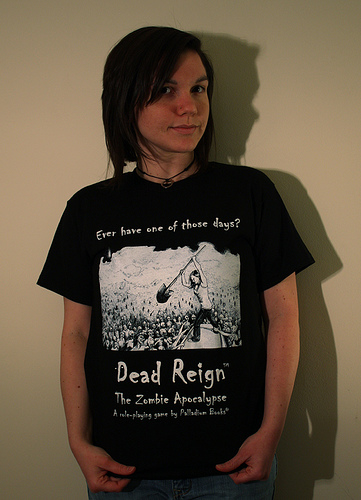 Ever have one of those days?
Dead Reign™
The Zombie Apocalypse
A role-playing game by Palladium Books®